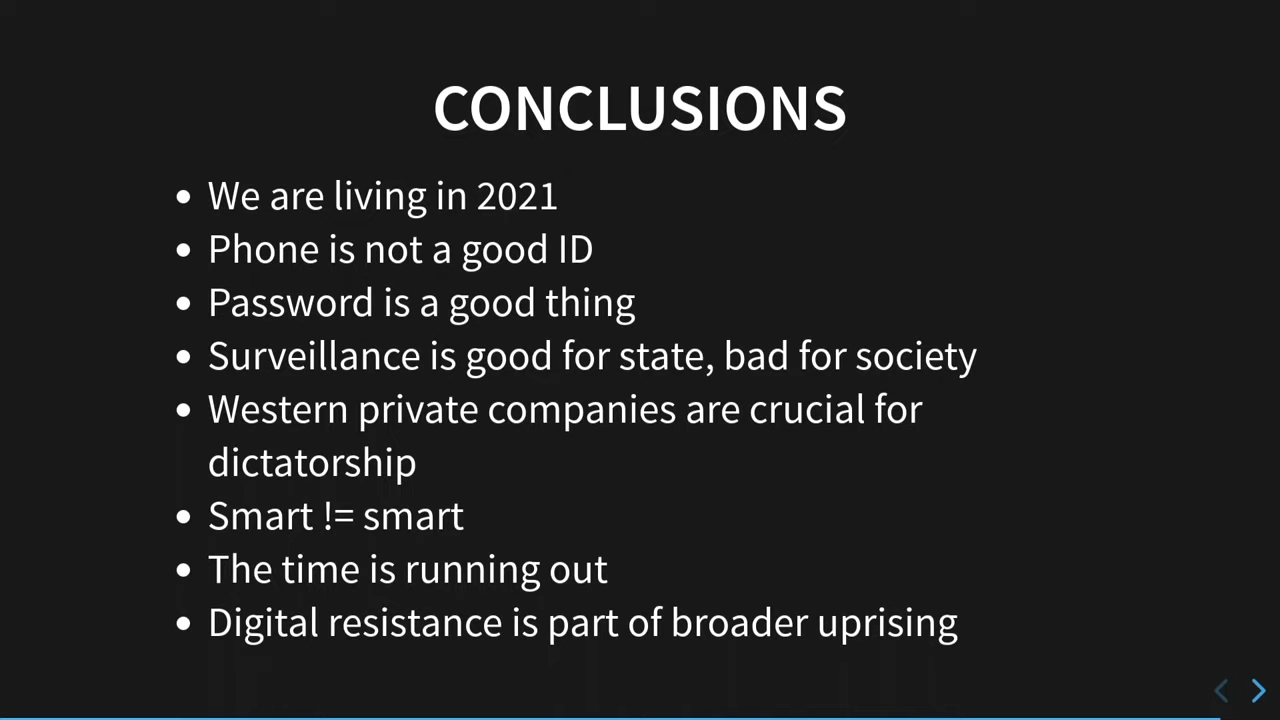 CONCLUSIONS
We are living in 2021
Phone is not a good ID
Password is a good thing
Surveillance is good for state, bad for society
Western private companies are crucial for
dictatorship
Smart != smart
The time is running out
Digital resistance is part of broader uprising